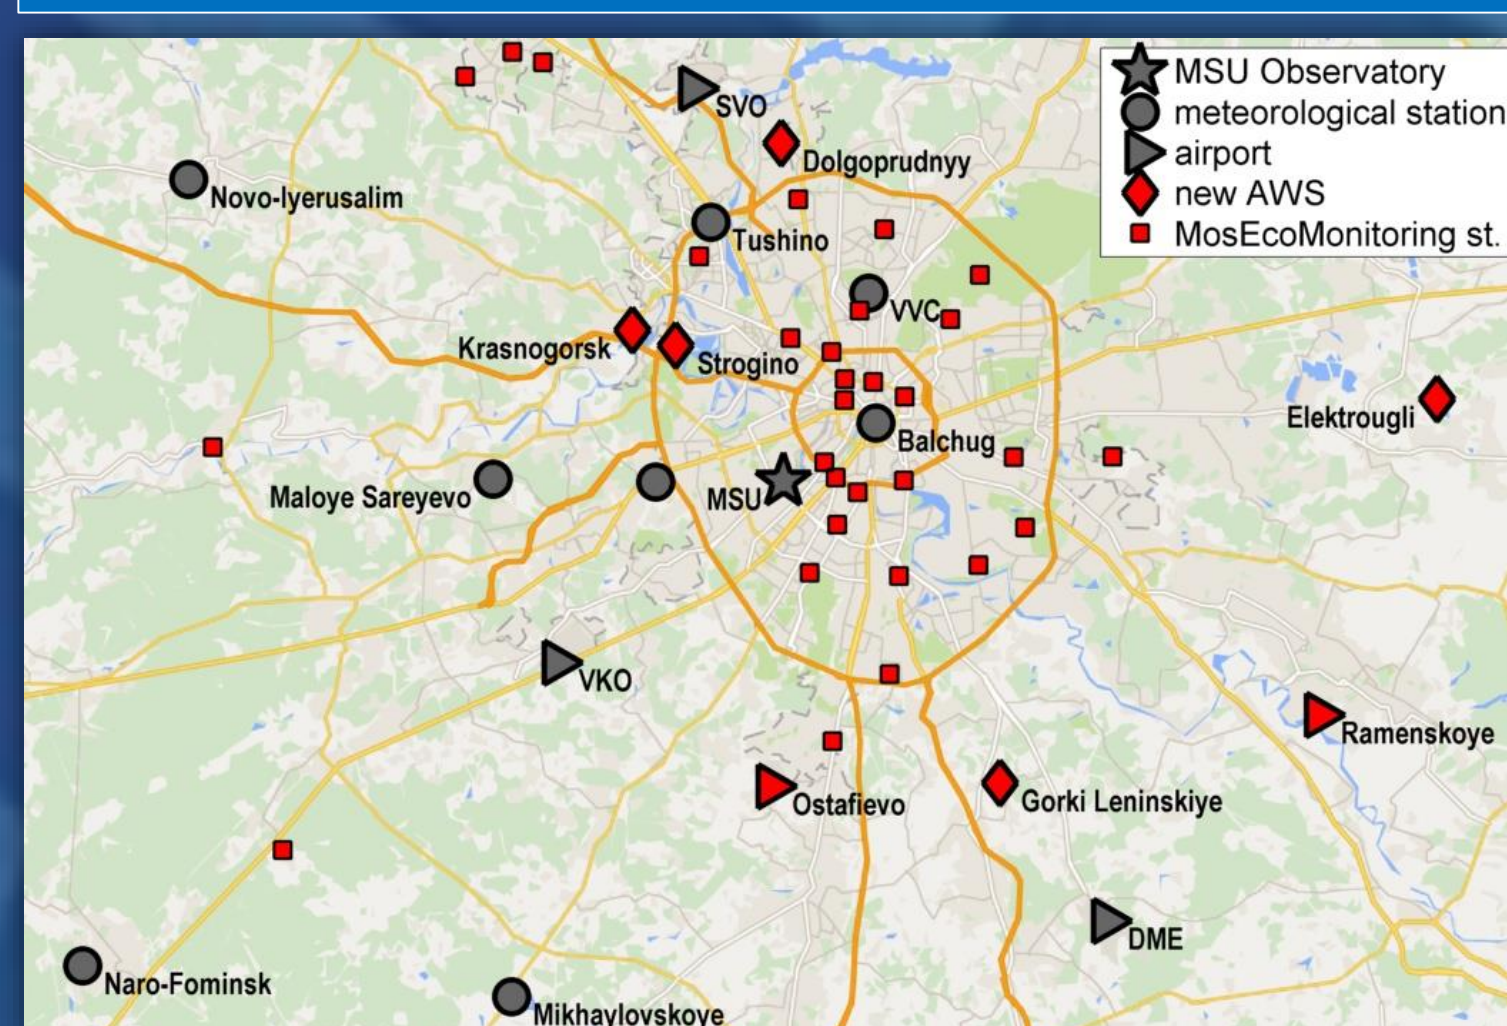 MSU Observatory
meteorological station
airport
new AWS
MosEcoMonitoring st.
SVO
Dolgoprudnyy
Novo-Iyerusalim
Tushino
VVC
Krasnogorsk
Strogino
Elektrougli
Balchug
Maloye Sareyevo
MSU
VKO
Ramenskoye
Ostafievo
Gorki Leninskiye
DME
Naro-Fominsk
Mikhaylovskoye